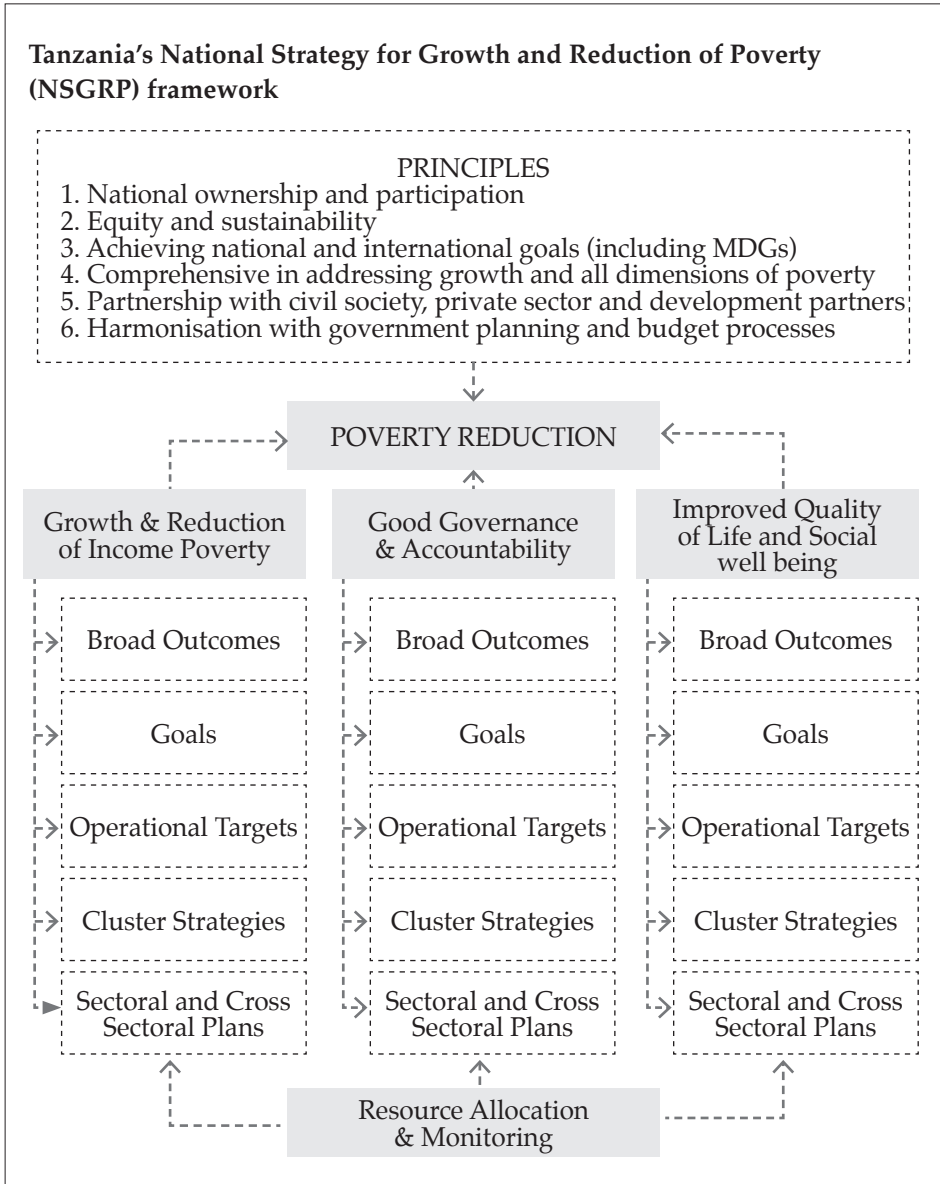 Tanzania’s National Strategy for Growth and Reduction of Poverty
(NSGRP) framework
PRINCIPLES
1. National ownership and participation
2. Equity and sustainability
3. Achieving national and international goals (including MDGs)
4. Comprehensive in addressing growth and all dimensions of poverty
5. Partnership with civil society, private sector and development partners
6. Harmonisation with government planning and budget processes
POVERTY REDUCTION
Growth & Reduction
of Income Poverty
Broad Outcomes
Goals
Operational Targets
Cluster Strategies
Sectoral and Cross
Sectoral Plans
Good Governance
& Accountability
Broad Outcomes
Goals
Operational Targets
Cluster Strategies
Sectoral and Cross
Sectoral Plans
Improved Quality
of Life and Social
well being
Broad Outcomes
Goals
Operational Targets
Cluster Strategies
Sectoral and Cross
Sectoral Plans
Resource Allocation
& Monitoring